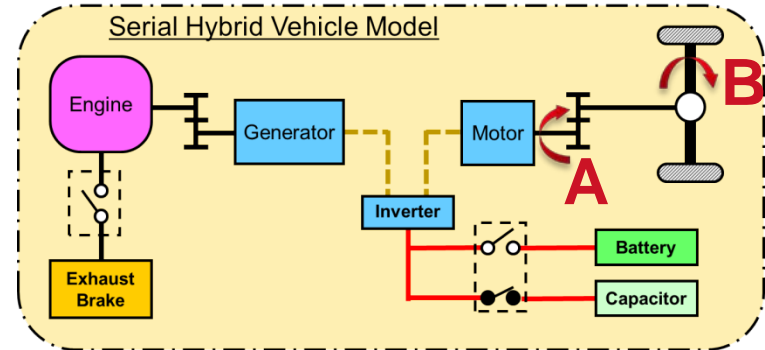 Serial Hybrid Vehicle Model
Engine
Generator
Motor
B
A
Inverter
Battery
Exhaust
Brake
Capacitor